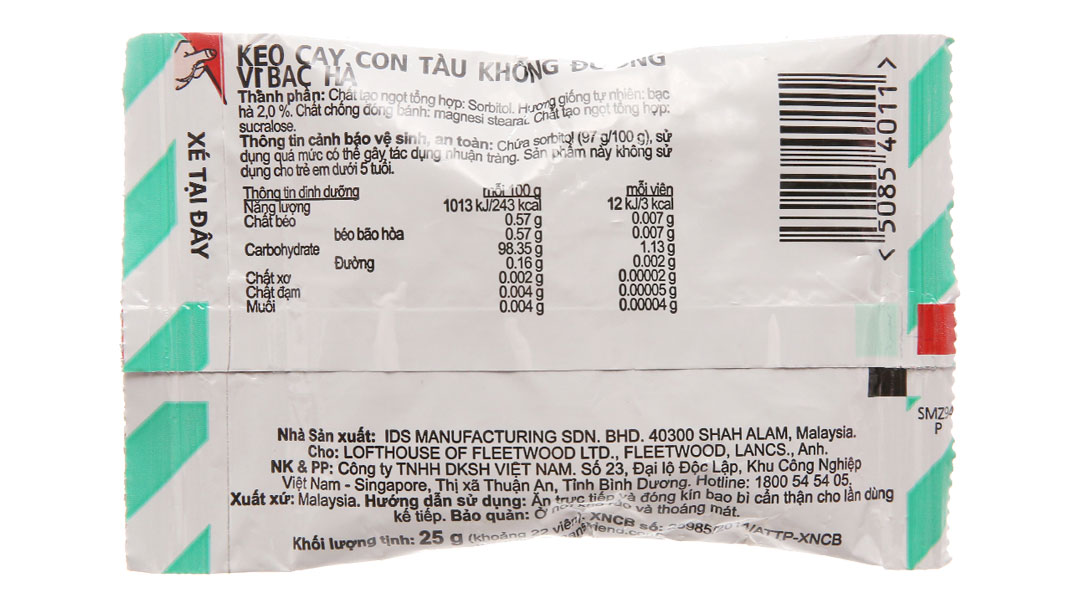 XÉ TẠI ĐÂY
KẸO CAY CON TÀU KHÔNG
VỊ BẠC HÀ
Thành phần: Chất tạo ngọt tổng hợp: Sorbitol. Hương giống tự nhiên: bạc
hà 2,0 %. Chất chống đông bánh: magnesi stearat. Chất tạo ngọt tổng hợp:
sucralose.
Thông tin cảnh báo vệ sinh, an toàn: Chứa sorbitol (97 g/100 g), sử
dụng quá mức có thể gây tác dụng nhuận tràng. Sản phẩm này không sử
dụng cho trẻ em dưới 5 tuổi.
Thông tin dinh dưỡng mỗi 100 g mỗi viên
Năng lượng 1013 kJ/243 kcal 12 kJ/3 kcal
Chất béo 0.57 g 0.007 g
béo bão hòa 0.57 g 0.007 g
Carbohydrate 98.35 g 1.13 g
Đường 0.16 g 0.002 g
Chất xơ 0.002 g 0.00002 g
Chất đạm 0.004 g 0.00005 g
Muối 0.004 g 0.00004 g
< 5085 4011 >
SMZ94
P
Nhà Sản xuất: IDS MANUFACTURING SDN. BHD. 40300 SHAH ALAM, Malaysia.
Cho: LOFTHOUSE OF FLEETWOOD LTD., FLEETWOOD, LANCS., Anh.
NK & PP: Công ty TNHH DKSH VIỆT NAM. Số 23, Đại lộ Độc Lập, Khu Công Nghiệp
Việt Nam - Singapore, Thị xã Thuận An, Tỉnh Bình Dương. Hotline: 1800 54 54 05.
Xuất xứ: Malaysia. Hướng dẫn sử dụng: Ăn trực tiếp và đóng kín bao bì cẩn thận cho lần dùng
kế tiếp. Bảo quản: Ở nơi khô ráo và thoáng mát.
Khối lượng tịnh: 25 g (khoảng 22 viên). XNCB số: /ATTP-XNCB